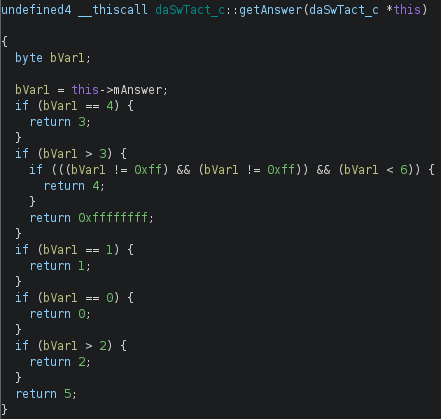 undefined4 __thiscall daSwTact_c::getAnswer(daSwTact_c *this)
{
byte bVar1;
bVar1 = this->mAnswer;
if (bVar1 == 4) {
return 3;
}
if (bVar1 > 3) {
if (((bVar1 != 0xff) && (bVar1 != 0xff)) && (bVar1 < 6)) {
return 4;
}
return 0xffffffff;
}
if (bVar1 == 1) {
return 1;
}
if (bVar1 == 0) {
return 0;
}
if (bVar1 > 2) {
return 2;
}
return 5;
}